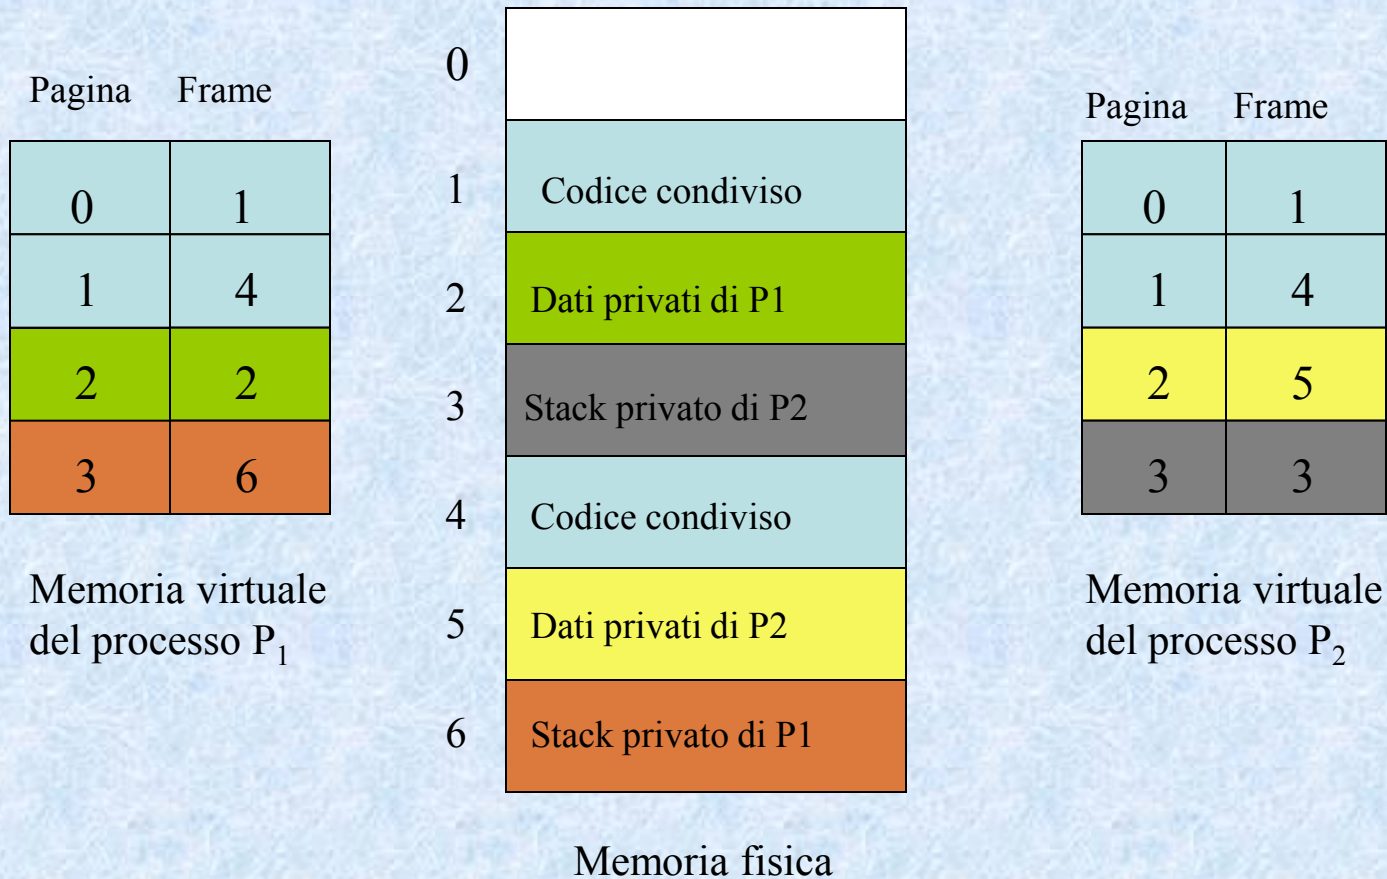 Pagina Frame
0 1
1 4
2 2
3 6
Memoria virtuale
del processo P1
0
1 Codice condiviso
2 Dati privati di P1
3 Stack privato di P2
4 Codice condiviso
5 Dati privati di P2
6 Stack privato di P1
Memoria fisica
Pagina Frame
0 1
1 4
2 5
3 3
Memoria virtuale
del processo P2